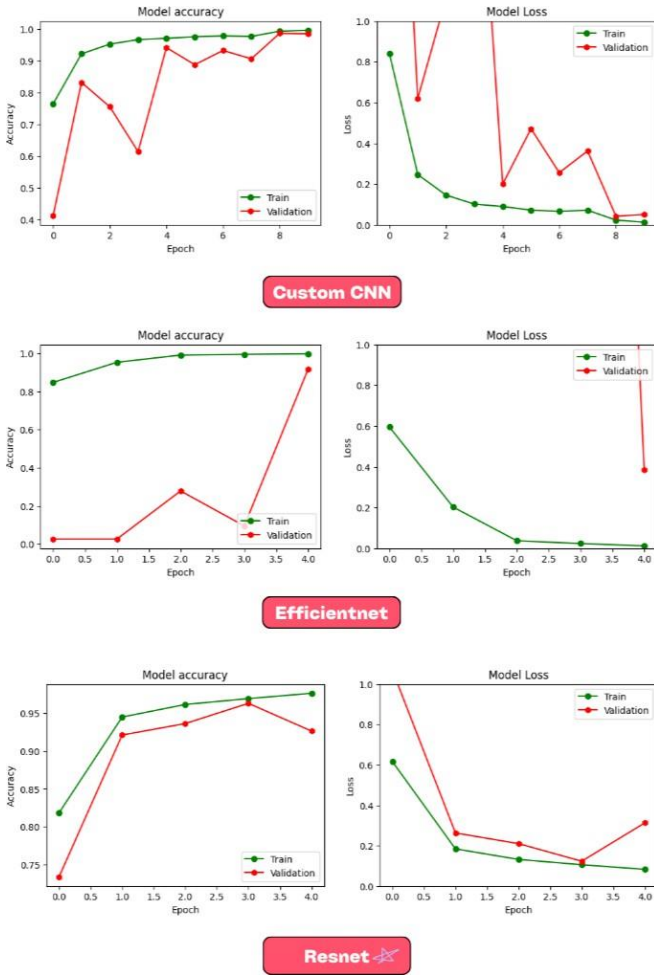 Model accuracy
1.0
0.9
0.8
0.7
0.6
0.5
0.4
Accuracy
0 2 4 6 8
Epoch
Train
Validation
Model Loss
1.0
0.8
0.6
0.4
0.2
0.0
Loss
0 2 4 6 8
Epoch
Train
Validation
Custom CNN
Model accuracy
1.0
0.8
0.6
0.4
0.2
0.0
Accuracy
0.0 0.5 1.0 1.5 2.0 2.5 3.0 3.5 4.0
Epoch
Train
Validation
Model Loss
1.0
0.8
0.6
0.4
0.2
0.0
Loss
0.0 0.5 1.0 1.5 2.0 2.5 3.0 3.5 4.0
Epoch
Train
Validation
Efficientnet
Model accuracy
0.95
0.90
0.85
0.80
0.75
Accuracy
0.0 0.5 1.0 1.5 2.0 2.5 3.0 3.5 4.0
Epoch
Train
Validation
Model Loss
1.0
0.8
0.6
0.4
0.2
0.0
Loss
0.0 0.5 1.0 1.5 2.0 2.5 3.0 3.5 4.0
Epoch
Train
Validation
Resnet